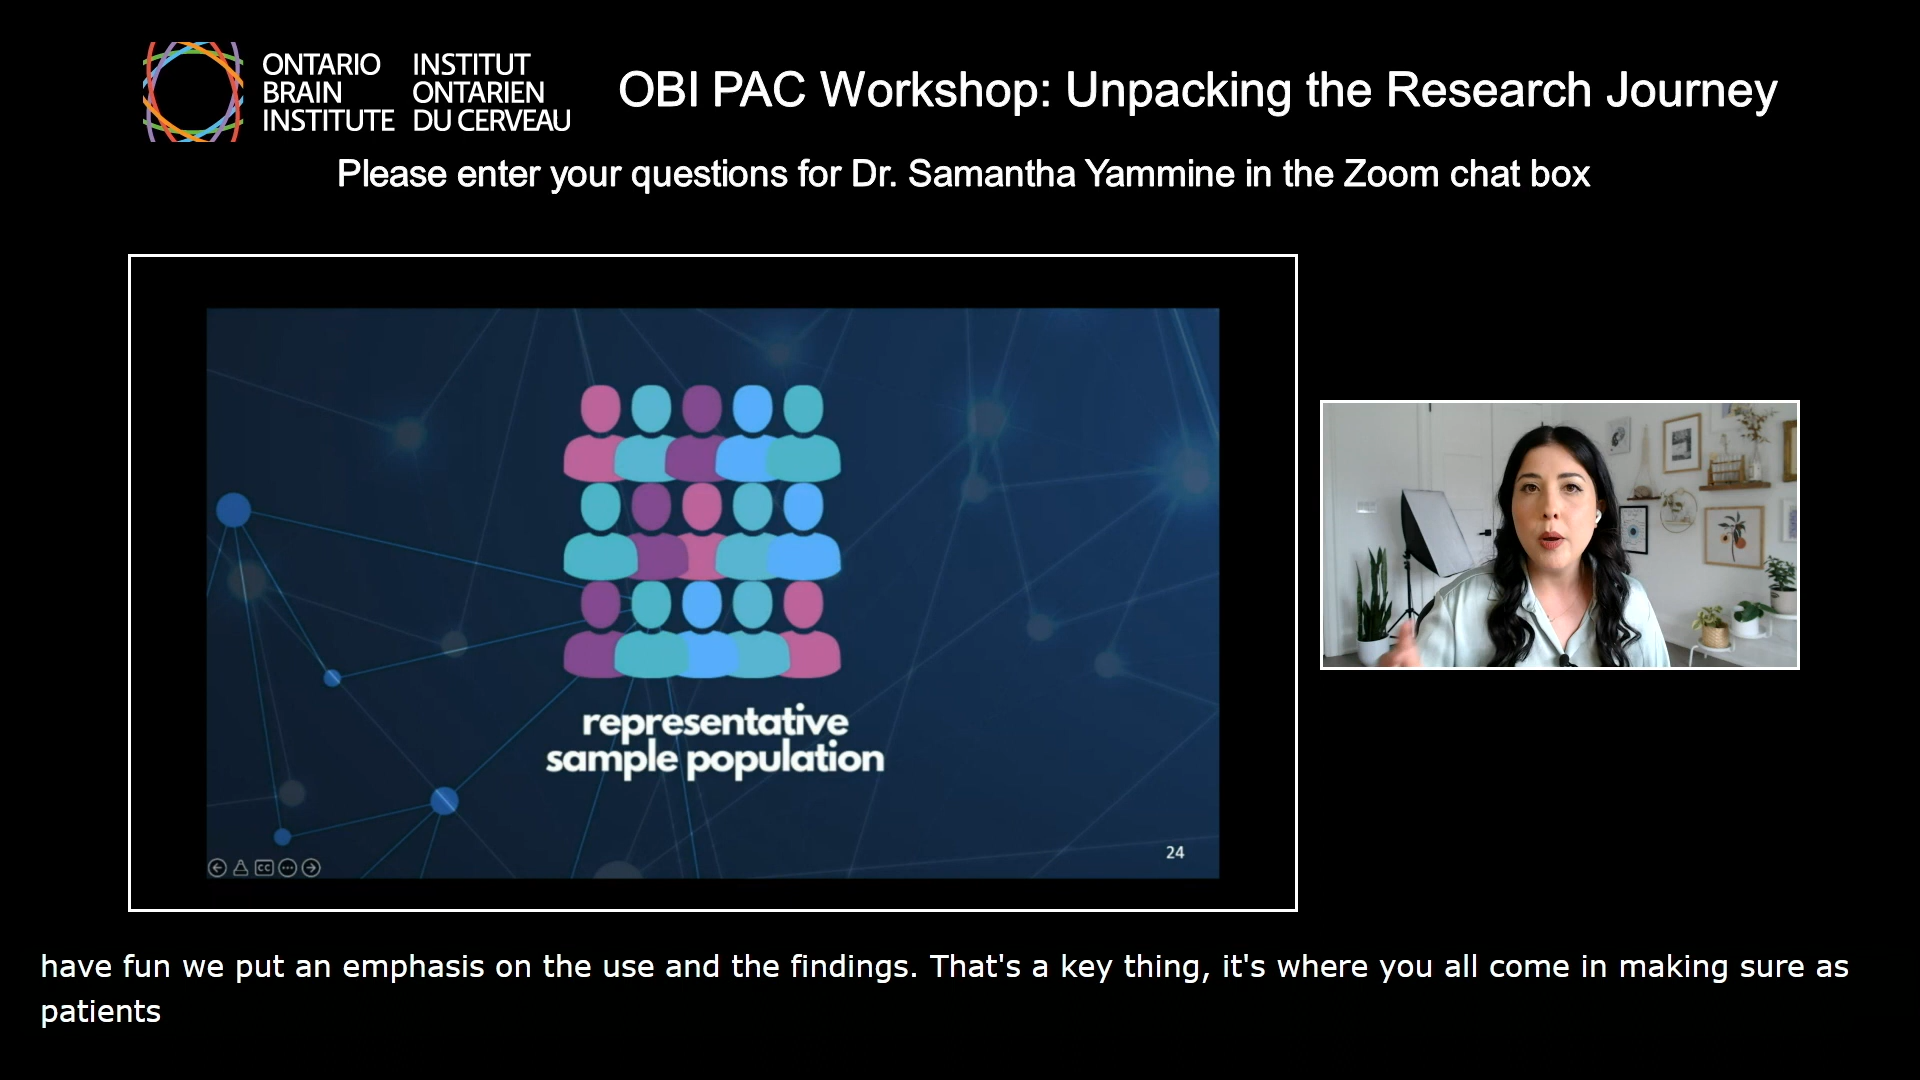 ONTARIO
BRAIN
INSTITUTE
INSTITUT
ONTARIEN
DU CERVEAU
OBI PAC Workshop: Unpacking the Research Journey
Please enter your questions for Dr. Samantha Yammine in the Zoom chat box
representative
sample population
24
CC
have fun we put an emphasis on the use and the findings. That's a key thing, it's where you all come in making sure as
patients